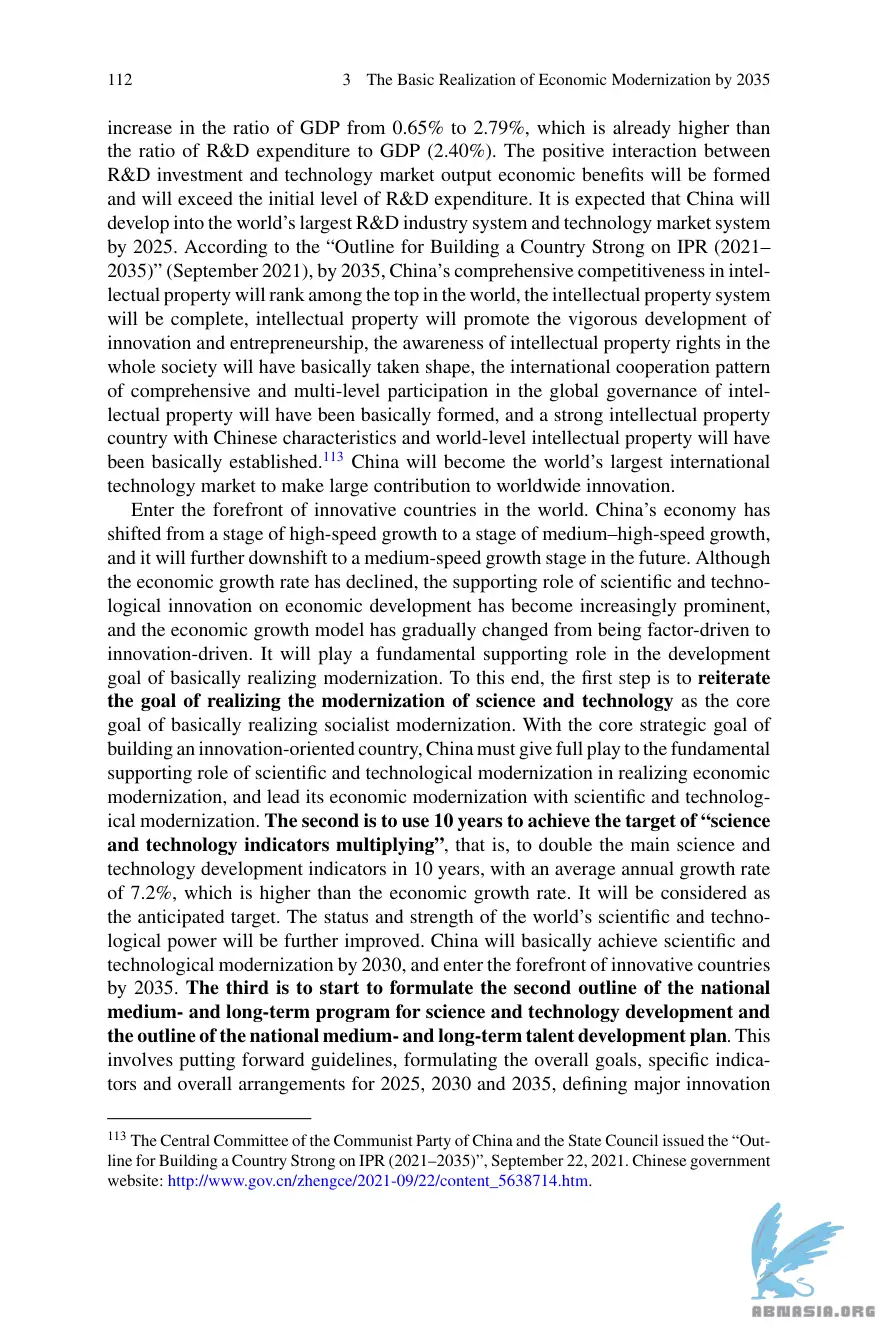 112
3 The Basic Realization of Economic Modernization by 2035
increase in the ratio of GDP from 0.65% to 2.79%, which is already higher than
the ratio of R&D expenditure to GDP (2.40%). The positive interaction between
R&D investment and technology market output economic benefits will be formed
and will exceed the initial level of R&D expenditure. It is expected that China will
develop into the world’s largest R&D industry system and technology market system
by 2025. According to the “Outline for Building a Country Strong on IPR (2021–
2035)” (September 2021), by 2035, China’s comprehensive competitiveness in intel-
lectual property will rank among the top in the world, the intellectual property system
will be complete, intellectual property will promote the vigorous development of
innovation and entrepreneurship, the awareness of intellectual property rights in the
whole society will have basically taken shape, the international cooperation pattern
of comprehensive and multi-level participation in the global governance of intel-
lectual property will have been basically formed, and a strong intellectual property
country with Chinese characteristics and world-level intellectual property will have
been basically established.113 China will become the world’s largest international
technology market to make large contribution to worldwide innovation.
Enter the forefront of innovative countries in the world. China’s economy has
shifted from a stage of high-speed growth to a stage of medium–high-speed growth,
and it will further downshift to a medium-speed growth stage in the future. Although
the economic growth rate has declined, the supporting role of scientific and techno-
logical innovation on economic development has become increasingly prominent,
and the economic growth model has gradually changed from being factor-driven to
innovation-driven. It will play a fundamental supporting role in the development
goal of basically realizing modernization. To this end, the first step is to reiterate
the goal of realizing the modernization of science and technology as the core
goal of basically realizing socialist modernization. With the core strategic goal of
building an innovation-oriented country, China must give full play to the fundamental
supporting role of scientific and technological modernization in realizing economic
modernization, and lead its economic modernization with scientific and technolog-
ical modernization. The second is to use 10 years to achieve the target of “science
and technology indicators multiplying”, that is, to double the main science and
technology development indicators in 10 years, with an average annual growth rate
of 7.2%, which is higher than the economic growth rate. It will be considered as
the anticipated target. The status and strength of the world’s scientific and techno-
logical power will be further improved. China will basically achieve scientific and
technological modernization by 2030, and enter the forefront of innovative countries
by 2035. The third is to start to formulate the second outline of the national
medium- and long-term program for science and technology development and
the outline of the national medium- and long-term talent development plan. This
involves putting forward guidelines, formulating the overall goals, specific indica-
tors and overall arrangements for 2025, 2030 and 2035, defining major innovation
113 The Central Committee of the Communist Party of China and the State Council issued the “Out-
line for Building a Country Strong on IPR (2021–2035)”, September 22, 2021. Chinese government
website: http://www.gov.cn/zhengce/2021-09/22/content_5638714.htm.
ABNASIA.ORG